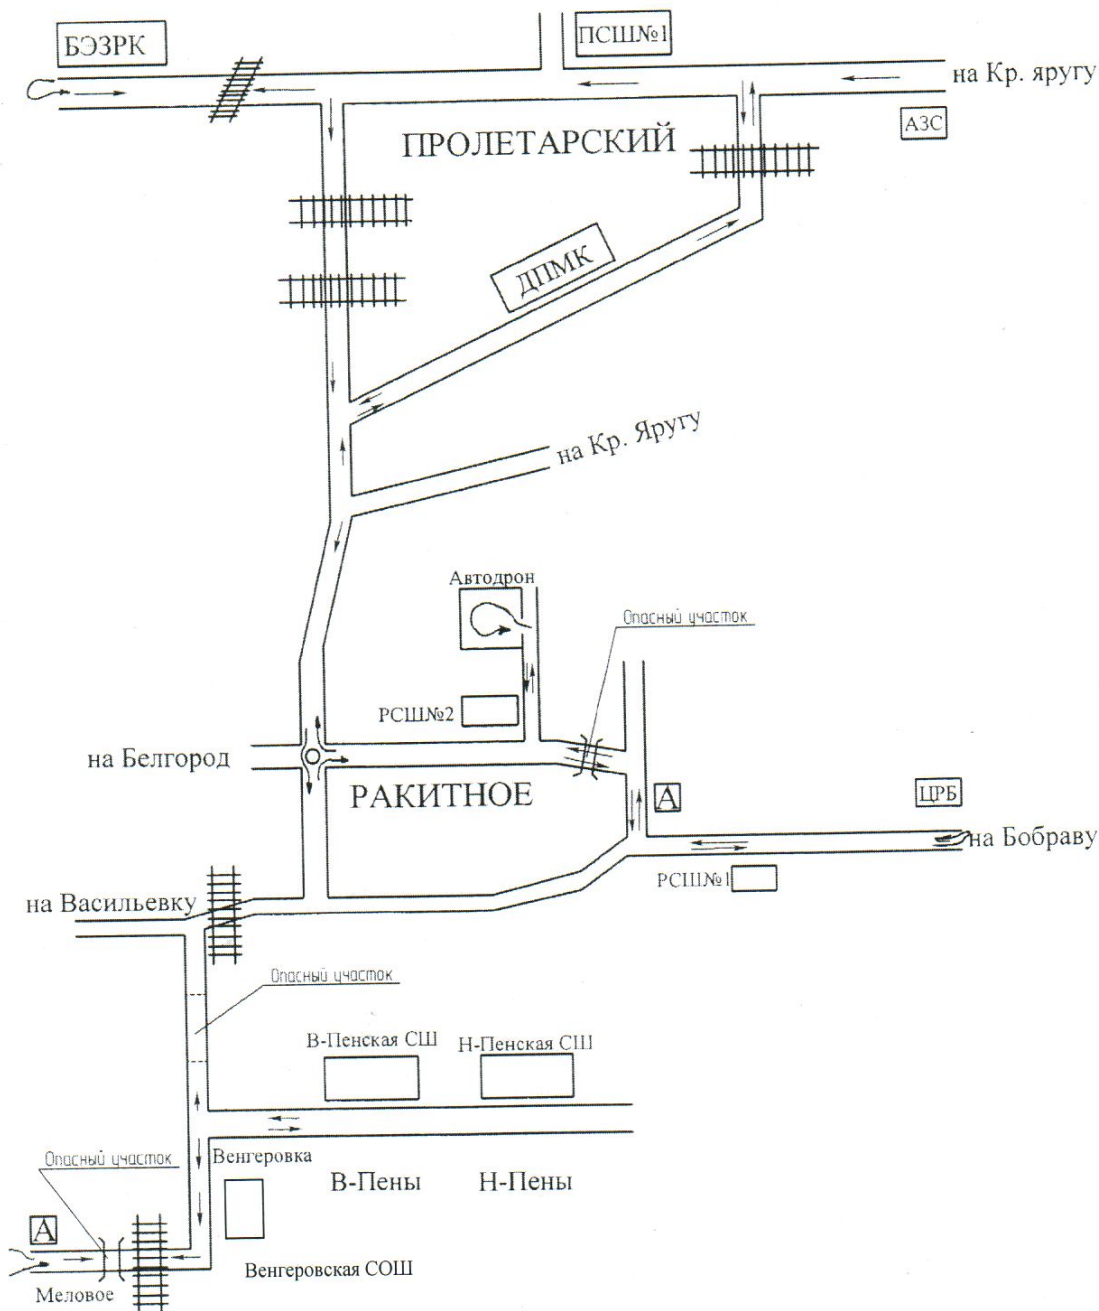 БЭЗРК
ПСШ№1
на Кр. яругу
АЗС
ПРОЛЕТАРСКИЙ
ДПМК
на Кр. Яругу
Автодрон
Опасный участок
РСШ№2
на Белгород
РАКИТНОЕ
А
ЦРБ
на Бобраву
РСШ№1
на Васильевку
Опасный участок
В-Пенская СШ
Н-Пенская СШ
Опасный участок
Венгеровка
В-Пены
Н-Пены
А
Венгеровская СОШ
Меловое